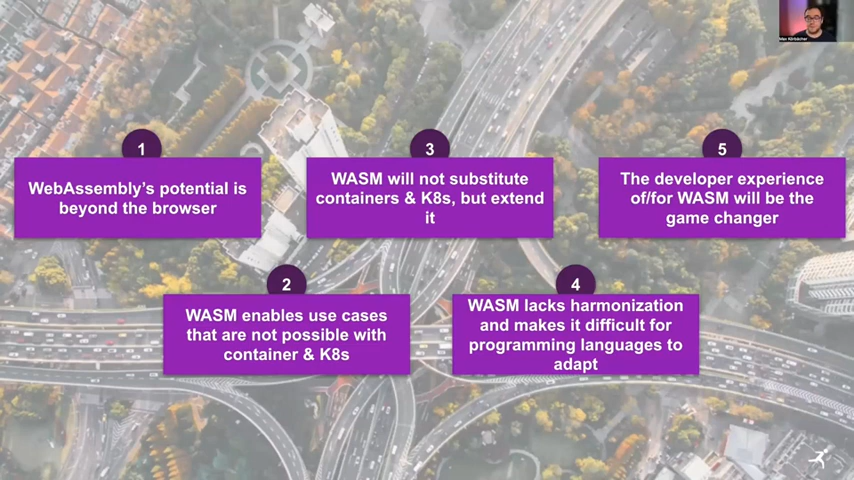 1
WebAssembly's potential is
beyond the browser
2
WASM enables use cases
that are not possible with
container & K8s
3
WASM will not substitute
containers & K8s, but extend
it
4
WASM lacks harmonization
and makes it difficult for
programming languages to
adapt
5
The developer experience
of/for WASM will be the
game changer
Max Körbächer